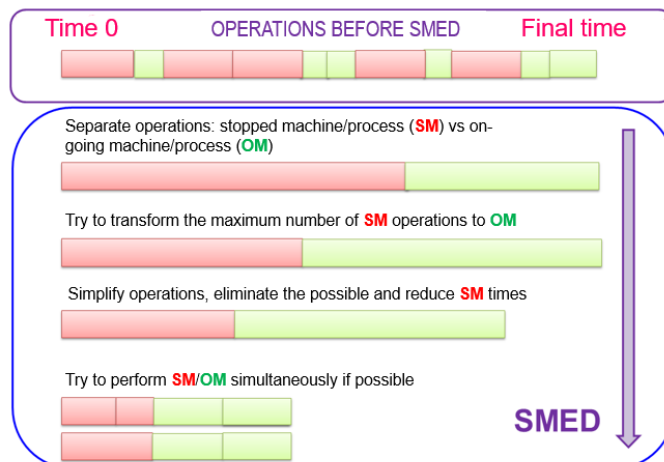 Time 0 OPERATIONS BEFORE SMED Final time
Separate operations: stopped machine/process (SM) vs on-
going machine/process (OM)
Try to transform the maximum number of SM operations to OM
Simplify operations, eliminate the possible and reduce SM times
Try to perform SM/OM simultaneously if possible
SMED